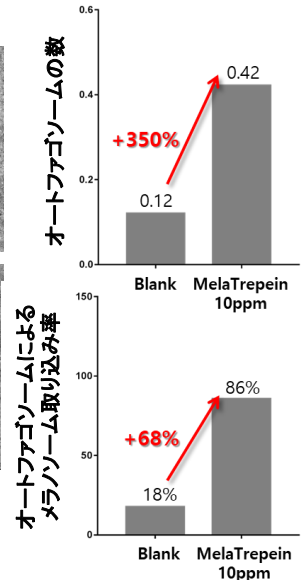 オートファゴソームの数
0.6
0.4
0.2
0.0
0.12
+350%
0.42
Blank
MelaTrepein
10ppm
オートファゴソームによる
メラノソーム取り込み率
150
100
50
0
18%
+68%
86%
Blank
MelaTrepein
10ppm